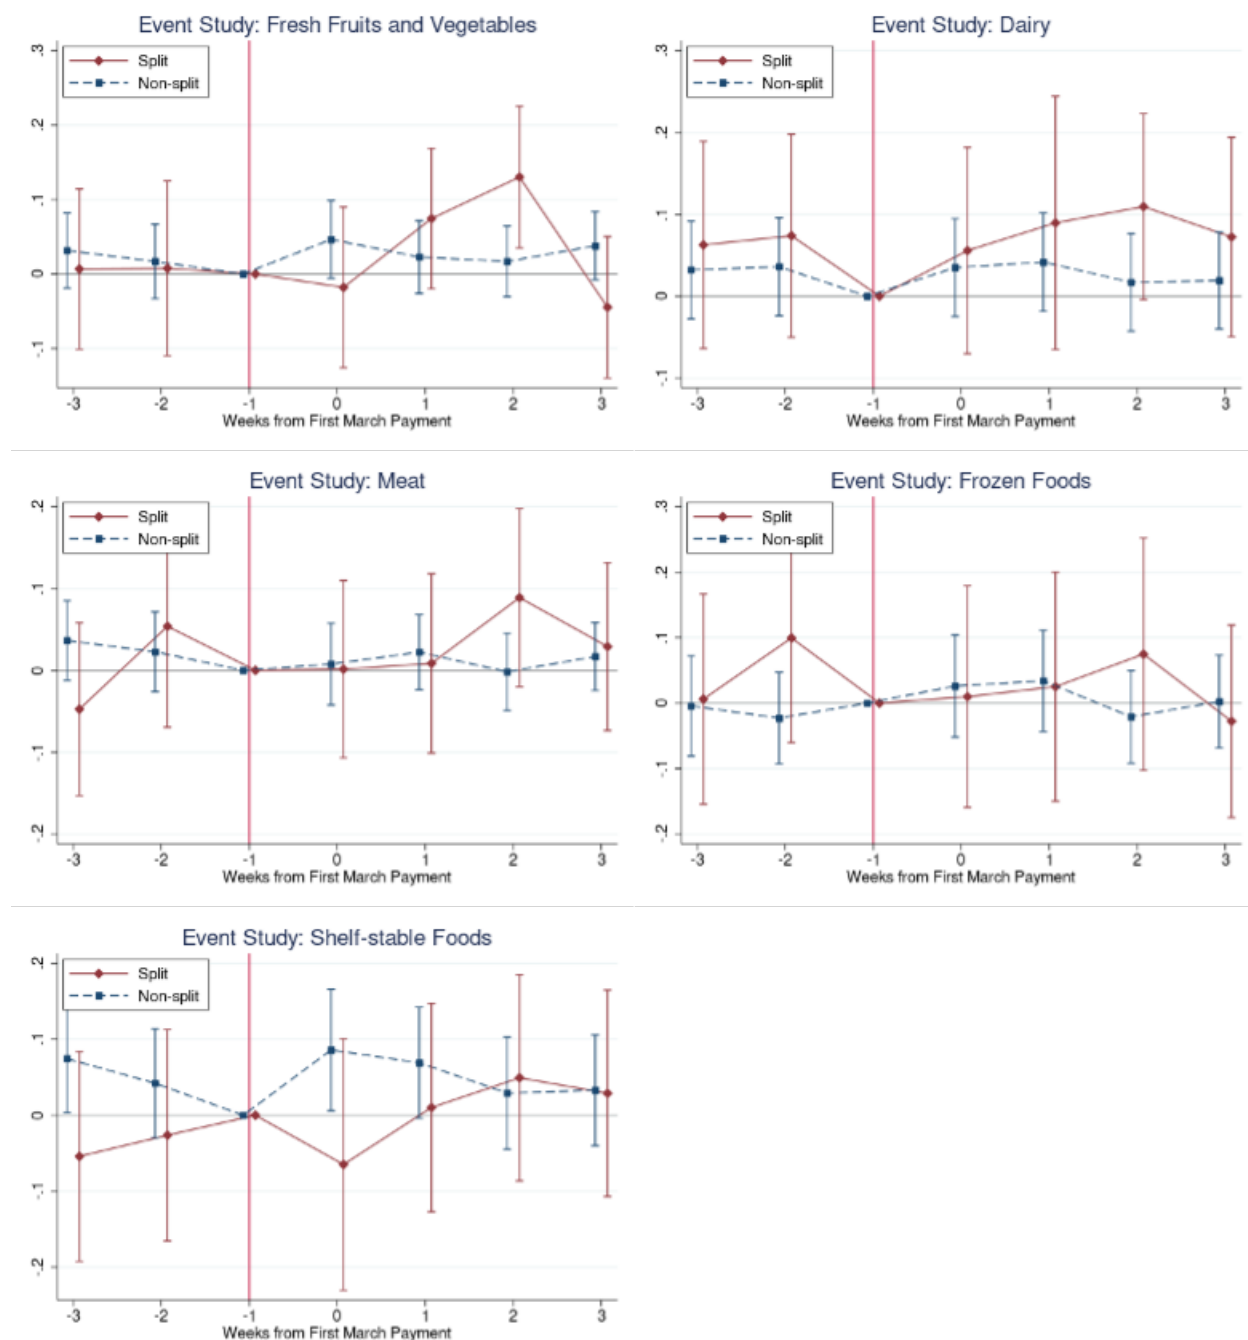 Event Study: Fresh Fruits and Vegetables
Split
Non-split
.3
.2
.1
0
-.1
-3 -2 -1 0 1 2 3
Weeks from First March Payment
Event Study: Dairy
Split
Non-split
.3
.2
.1
0
-.1
-3 -2 -1 0 1 2 3
Weeks from First March Payment
Event Study: Meat
Split
Non-split
.2
.1
0
-.1
-.2
-3 -2 -1 0 1 2 3
Weeks from First March Payment
Event Study: Frozen Foods
Split
Non-split
.3
.2
.1
0
-.1
-.2
-3 -2 -1 0 1 2 3
Weeks from First March Payment
Event Study: Shelf-stable Foods
Split
Non-split
.2
.1
0
-.1
-.2
-3 -2 -1 0 1 2 3
Weeks from First March Payment